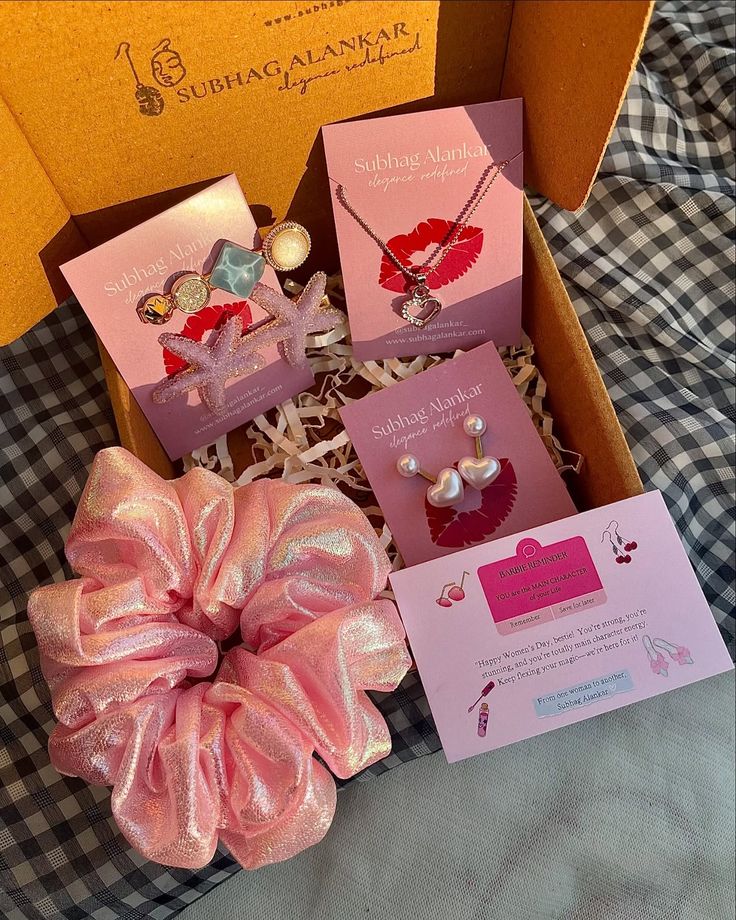 www.subhag
SUBHAG ALANKAR
elegance redefined
Subhag Alankar
elegance redefined
@subhagalankar_
www.subhagalankar.com
Subhag Alankar
elegance redefined
@subhagalankar_
www.subhagalankar.com
Subhag Alankar
elegance redefined
BARBIE REMINDER
YOU are the MAIN CHARACTER
of your Life
Remember
Save for later
"Happy Women's Day, bestie! You're strong, you're
stunning, and you're totally main character energy.
Keep flexing your magic—we're here for it!
From one woman to another,
Subhag Alankar